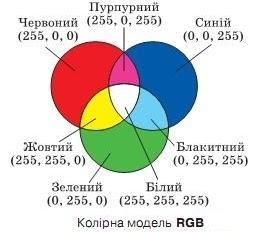 Пурпурний
(255, 0, 255)
Червоний
(255, 0, 0)
Синій
(0, 0, 255)
Жовтий
(255, 255, 0)
Блакитний
(0, 255, 255)
Зелений
(0, 255, 0)
Білий
(255, 255, 255)
Колірна модель RGB